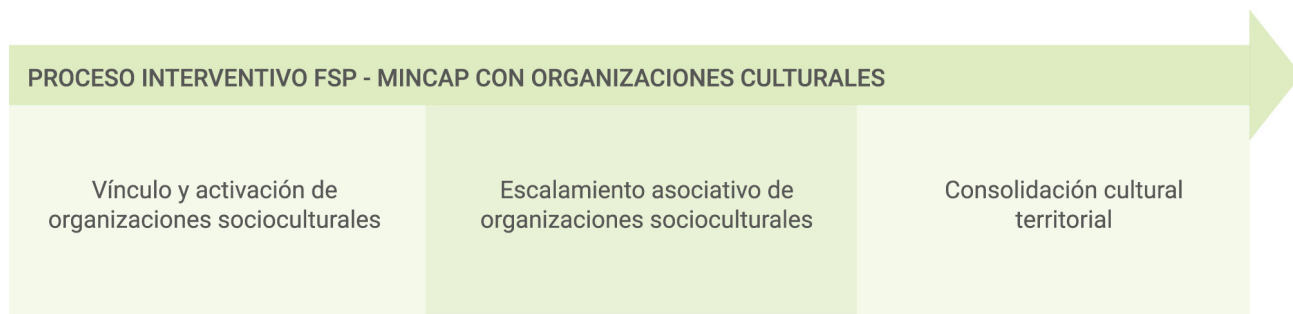 PROCESO INTERVENTIVO FSP - MINCAP CON ORGANIZACIONES CULTURALES
Vínculo y activación de
organizaciones socioculturales
Escalamiento asociativo de
organizaciones socioculturales
Consolidación cultural
territorial